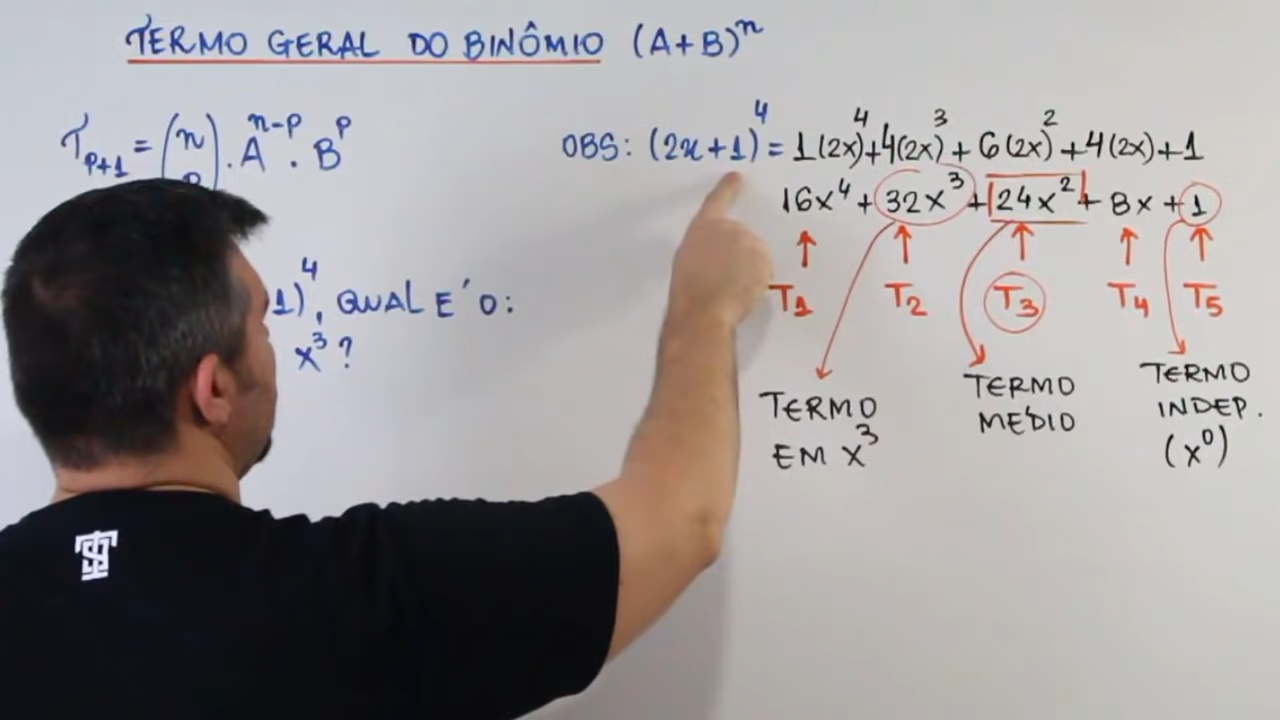 TERMO GERAL DO BINÔMIO (A+B)ⁿ
T_{p+1} = (n p) . A^{n-p} . B^p
OBS: (2x+1)⁴ = 1(2x)⁴+4(2x)³ + 6(2x)² +4(2x)+1
16x⁴ + 32x³ + 24x² + 8x + 1
↑ ↑ ↑ ↑ ↑
T1 T2 T3 T4 T5
1)⁴, QUAL E´ O:
x³ ?
TERMO EM x³
TERMO MÉDIO
TERMO INDEP. (x⁰)